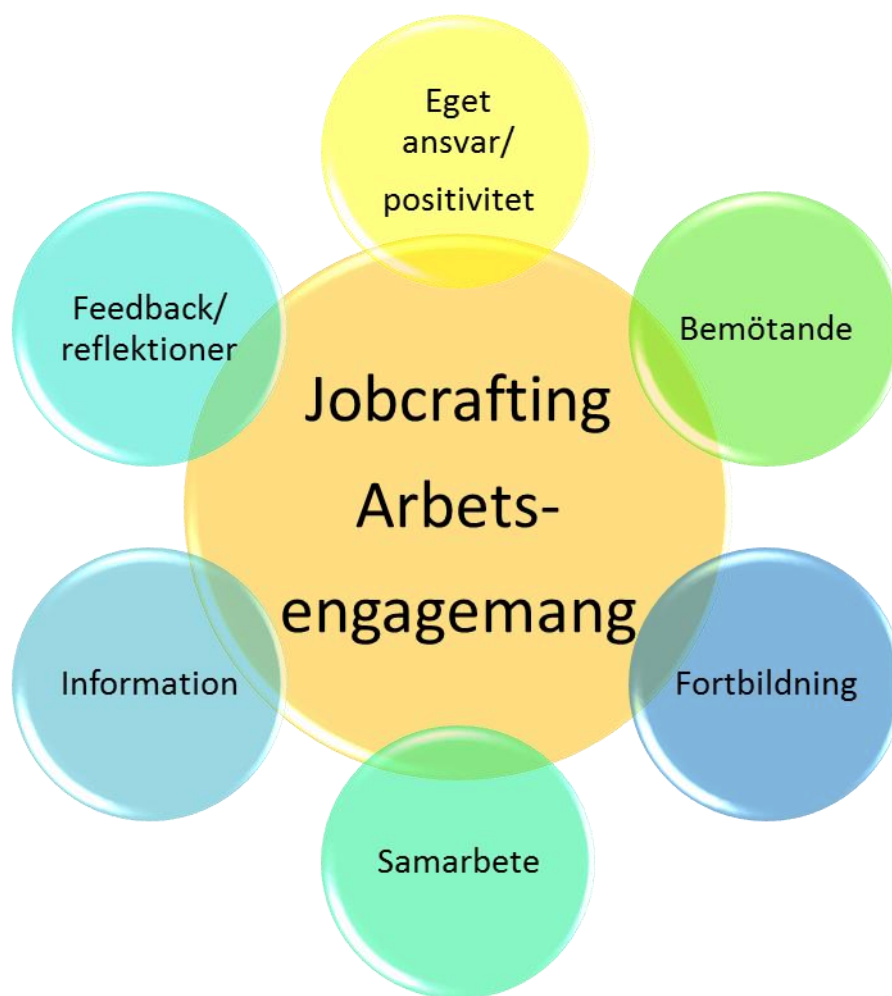 Eget
ansvar/
positivitet
Feedback/
reflektioner
Bemötande
Jobcrafting
Arbets-
engagemang
Information
Fortbildning
Samarbete